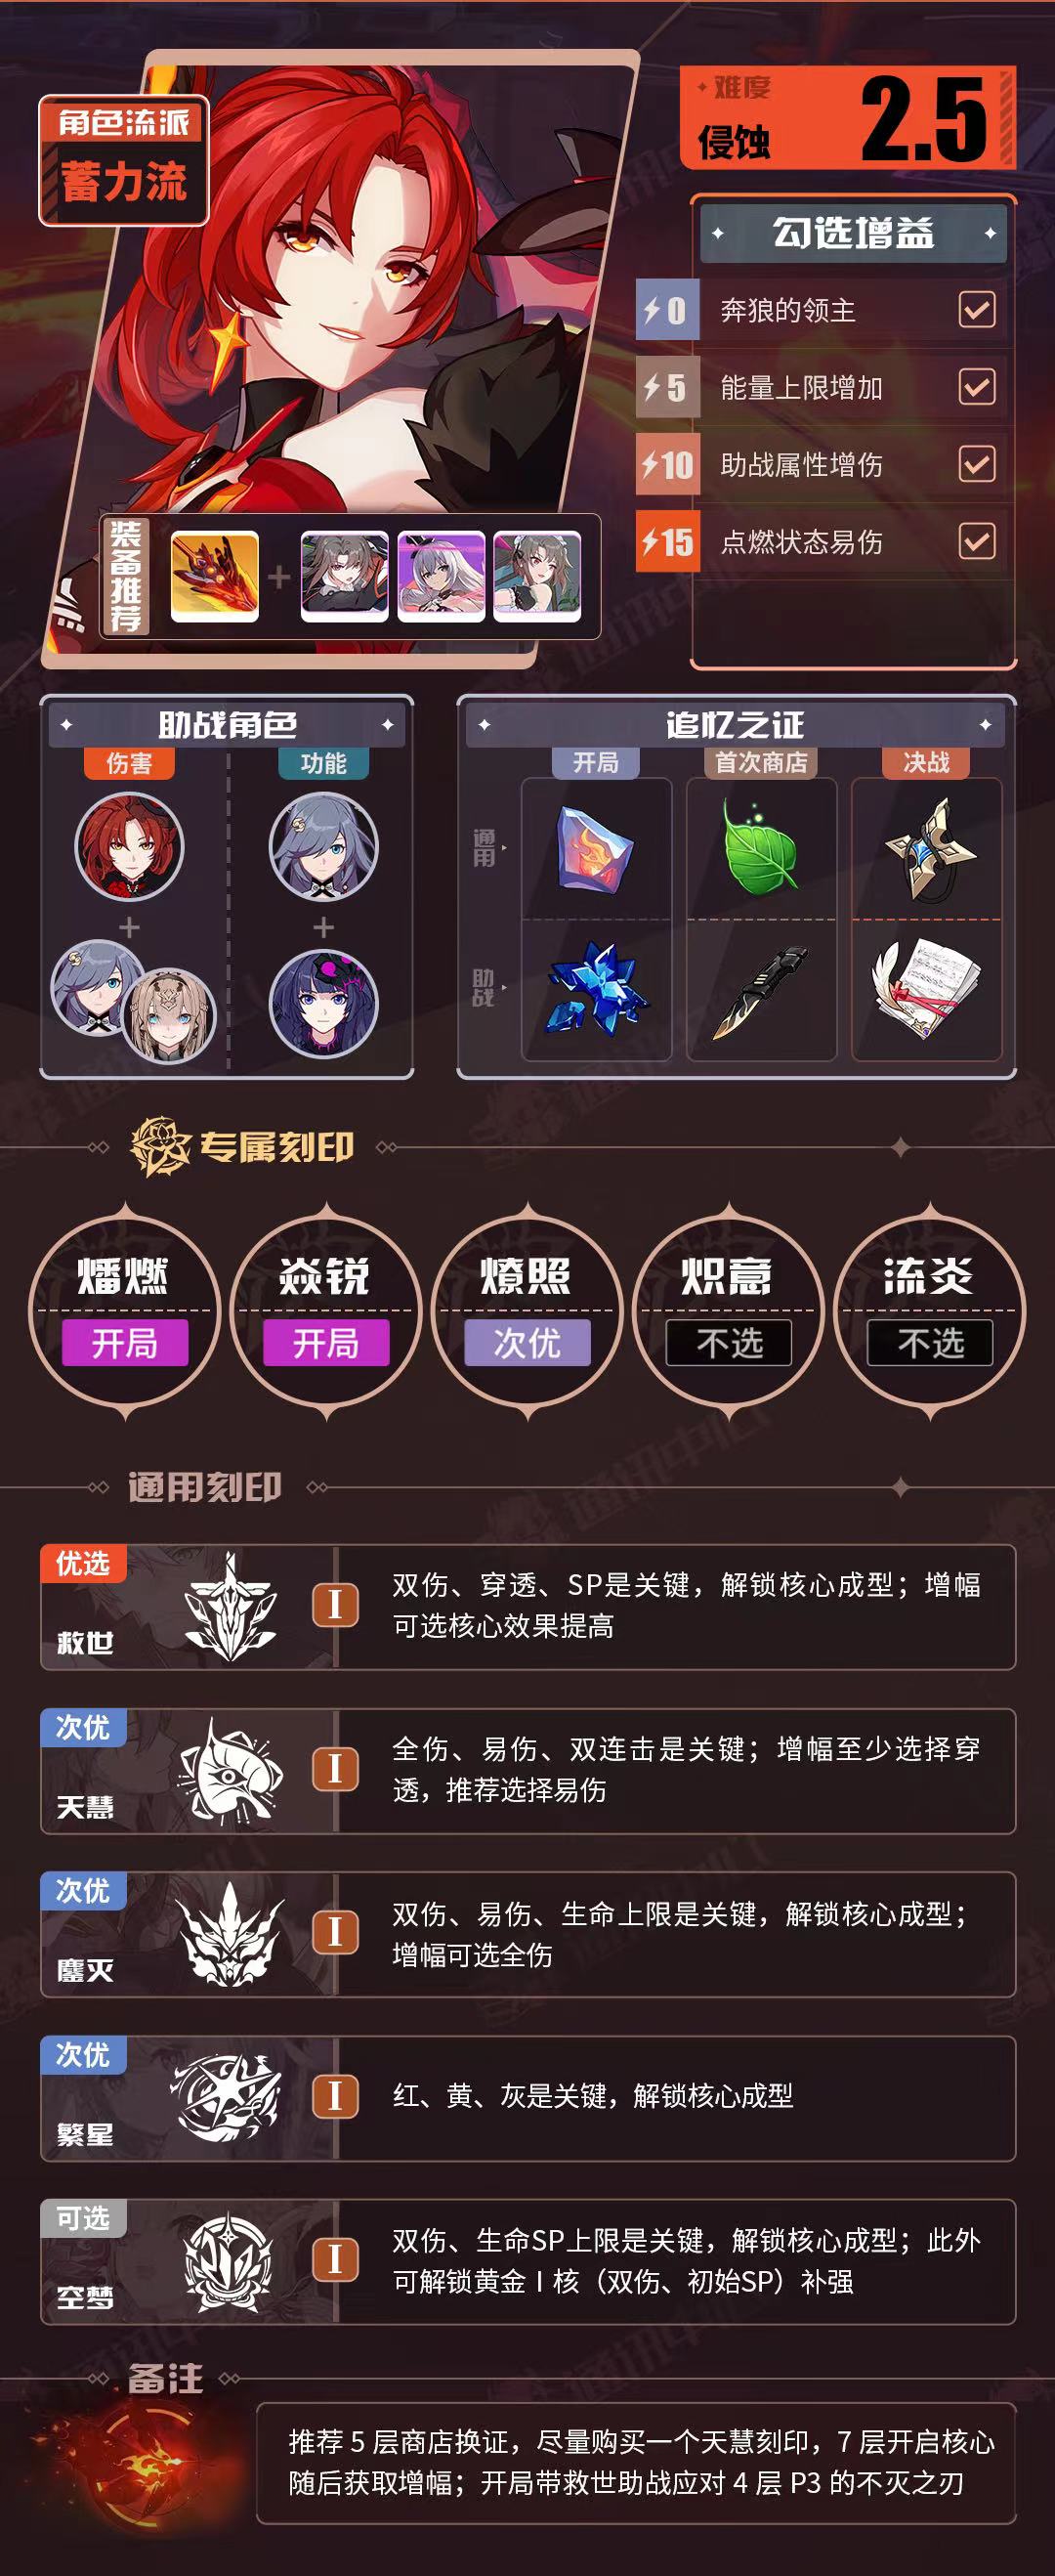 角色流派
蓄力流
难度
侵蚀
2.5
勾选增益
0 奔狼的领主
5 能量上限增加
10 助战属性增伤
15 点燃状态易伤
装备推荐
+
助战角色
伤害 功能
+ +
追忆之证
开局 首次商店 决战
通用
助战
专属刻印
燔燃 焱锐 燎照 炽意 流炎
开局 开局 次优 不选 不选
通用刻印
优选
救世
I
双伤、穿透、SP是关键，解锁核心成型；增幅
可选核心效果提高
次优
天慧
I
全伤、易伤、双连击是关键；增幅至少选择穿
透，推荐选择易伤
次优
鏖灭
I
双伤、易伤、生命上限是关键，解锁核心成型；
增幅可选全伤
次优
繁星
I
红、黄、灰是关键，解锁核心成型
可选
空梦
I
双伤、生命SP上限是关键，解锁核心成型；此外
可解锁黄金Ⅰ核（双伤、初始SP）补强
备注
推荐 5 层商店换证，尽量购买一个天慧刻印，7 层开启核心
随后获取增幅；开局带救世助战应对 4 层 P3 的不灭之刃